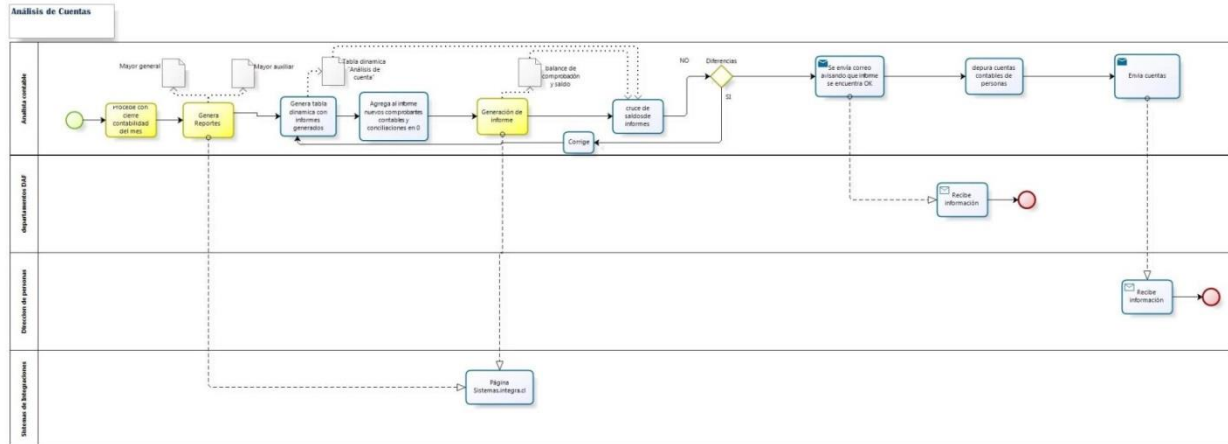 Análisis de Cuentas
Analista contable
Mayor general
Mayor auxiliar
Tabla dinamica
"Análisis de
cuenta"
balance de
comprobación
y saldo
Diferencias
NO
SI
Procede con
cierre
contabilidad
del mes
Genera
Reportes
Genera tabla
dinamica con
informes
generados
Agrega al informe
nuevos comprobantes
contables y
conciliaciones en 0
Generación de
informe
cruce de
saldosde
informes
Corrige
Se envía correo
avisando que informe
se encuentra OK
depura cuentas
contables de
personas
Envia cuentas
departamentos DAF
Recibe
información
Direccion de personas
Recibe
información
Sistemas de Integraciones
Página
Sistemas.integra.cl